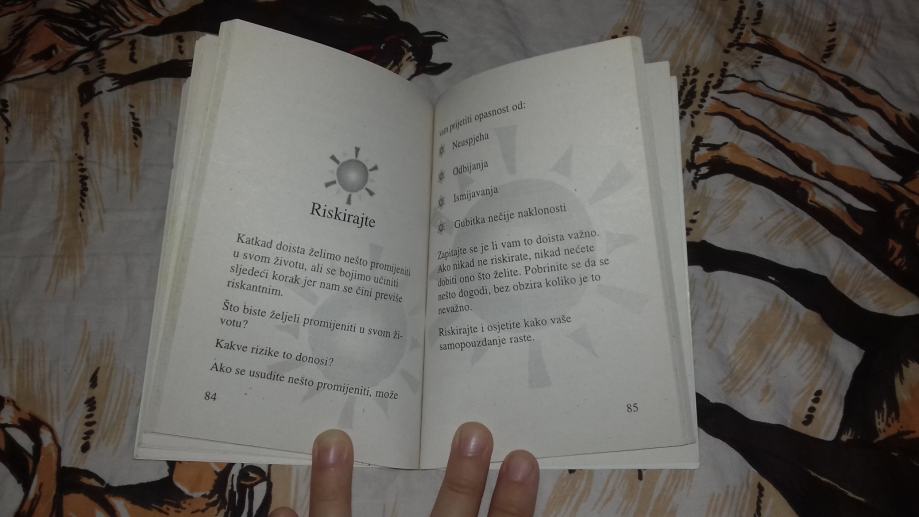 Riskirajte
Katkad doista želimo nešto promijeniti
u svom životu, ali se bojimo učiniti
sljedeći korak jer nam se čini previše
riskantnim.
Što biste željeli promijeniti u svom ži-
votu?
Kakve rizike to donosi?
Ako se usudite nešto promijeniti, može
84
vam prijetiti opasnost od:
Neuspjeha
Odbijanja
Ismijavanja
Gubitka nečije naklonosti
Zapitajte se je li vam to doista važno.
Ako nikad ne riskirate, nikad nećete
dobiti ono što želite. Pobrinite se da se
nešto dogodi, bez obzira koliko je to
nevažno.
Riskirajte i osjetite kako vaše
samopouzdanje raste.
85